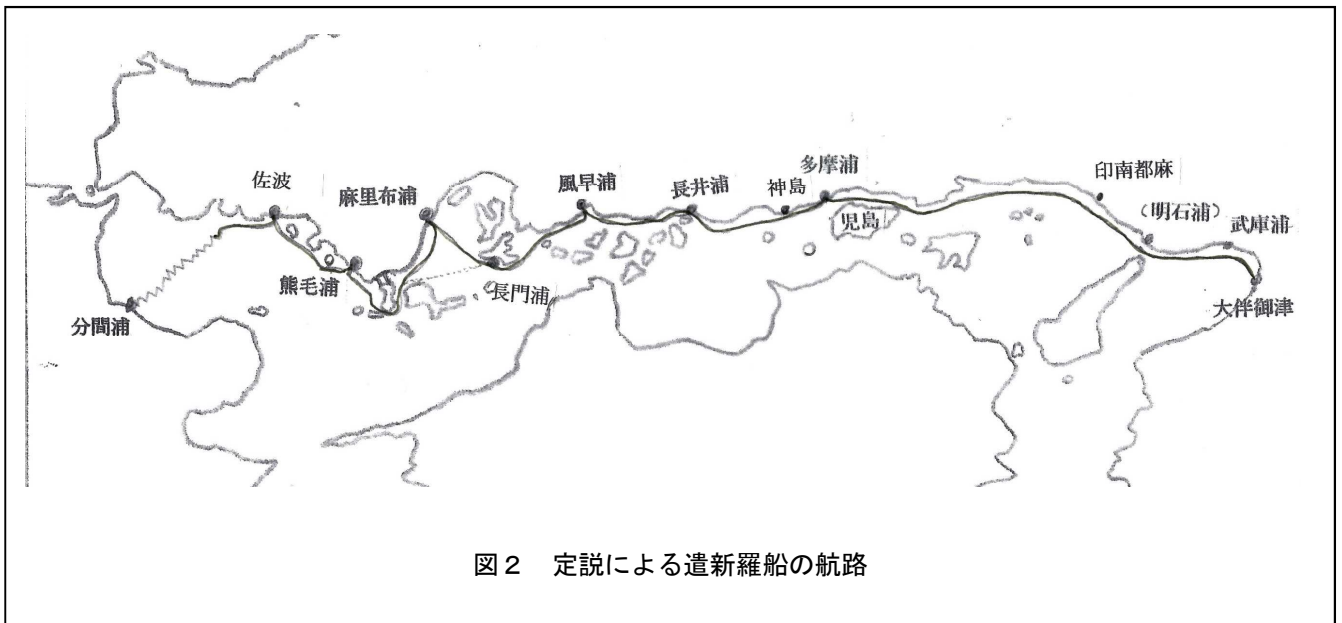 佐波
麻里布浦
風早浦
長井浦
神島
多摩浦
印南都麻
(明石浦)
武庫浦
児島
熊毛浦
長門浦
分間浦
大伴御津
図2 定説による遣新羅船の航路